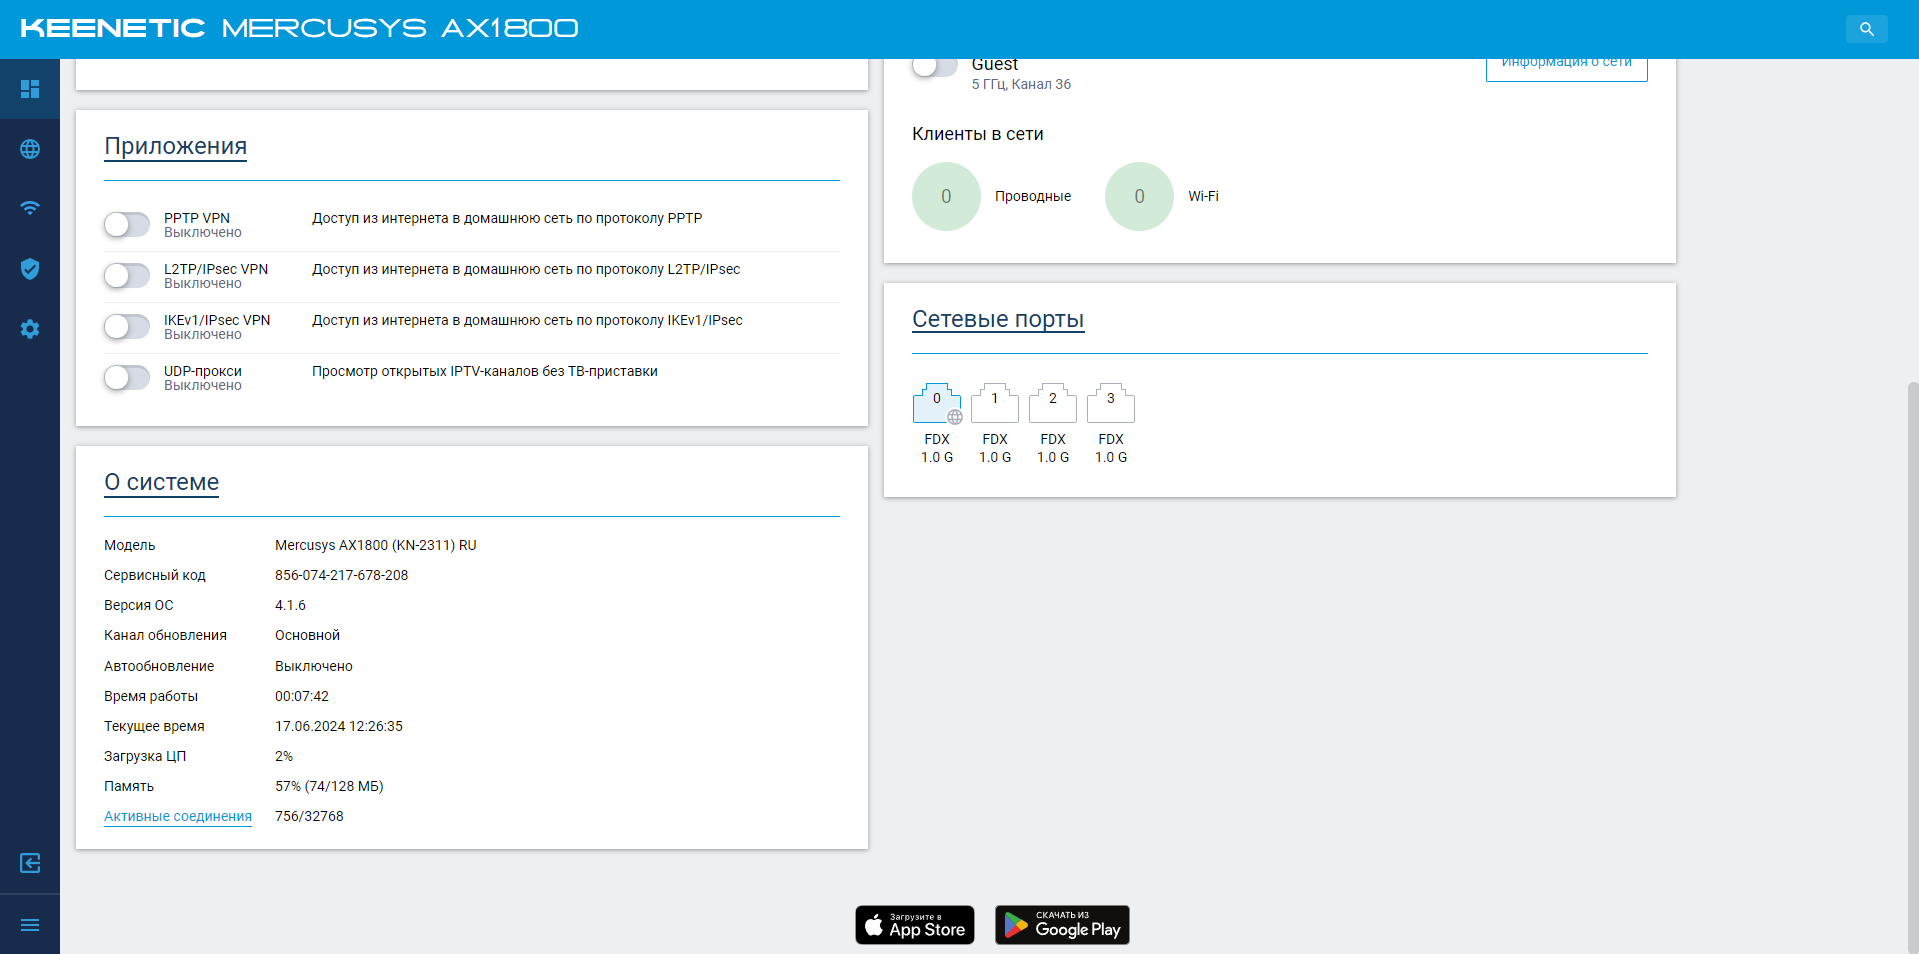 KEENETIC MERCUSYS AX1800
Приложения
PPTP VPN
Выключено
Доступ из интернета в домашнюю сеть по протоколу PPTP
L2TP/IPsec VPN
Выключено
Доступ из интернета в домашнюю сеть по протоколу L2TP/IPsec
IKEv1/IPsec VPN
Выключено
Доступ из интернета в домашнюю сеть по протоколу IKEv1/IPsec
UDP-прокси
Выключено
Просмотр открытых IPTV-каналов без ТВ-приставки
О системе
Модель Mercusys AX1800 (KN-2311) RU
Сервисный код 856-074-217-678-208
Версия ОС 4.1.6
Канал обновления Основной
Автообновление Выключено
Время работы 00:07:42
Текущее время 17.06.2024 12:26:35
Загрузка ЦП 2%
Память 57% (74/128 МБ)
Активные соединения 756/32768
Guest
5 ГГц, Канал 36
Информация о сети
Клиенты в сети
0 Проводные 0 Wi-Fi
Сетевые порты
0 1 2 3
FDX FDX FDX FDX
1.0 G 1.0 G 1.0 G 1.0 G
Загрузите в
App Store
СКАЧАТЬ ИЗ
Google Play